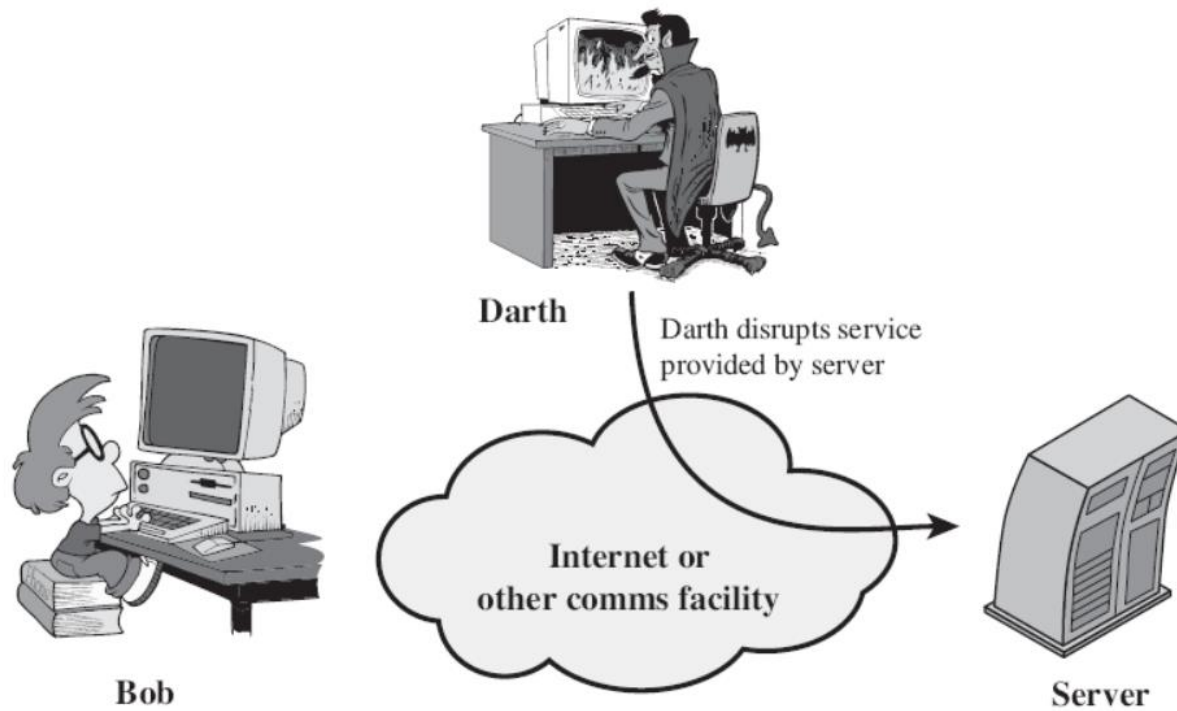 Darth
Darth disrupts service
provided by server
Internet or
other comms facility
Bob
Server